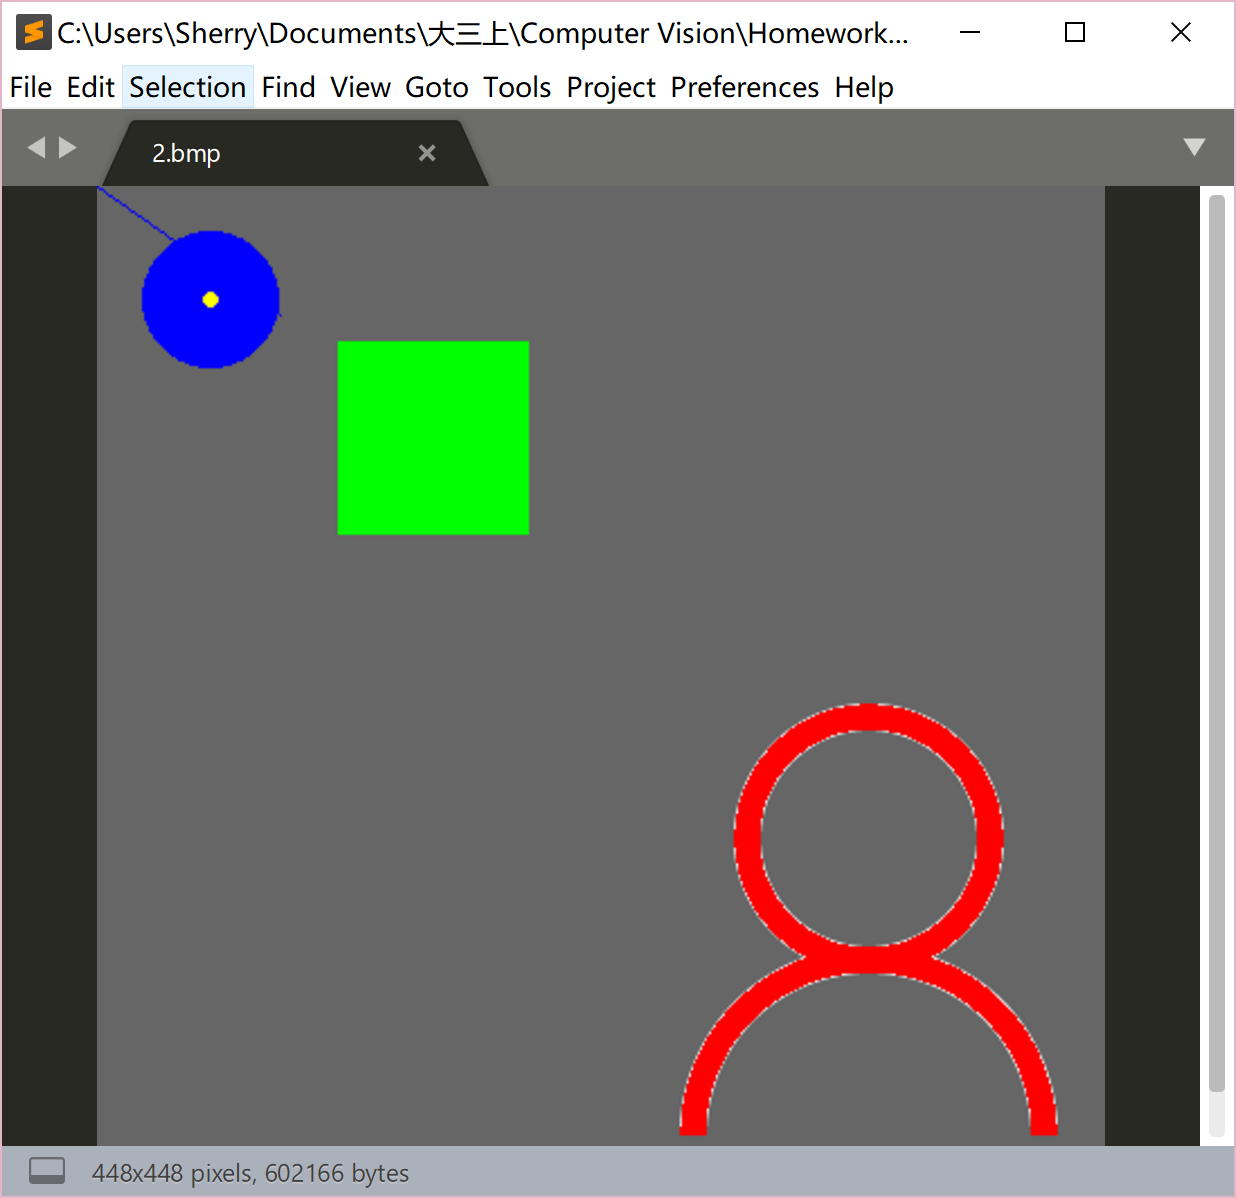 C:\Users\Sherry\Documents\大三上\Computer Vision\Homework...
File Edit Selection Find View Goto Tools Project Preferences Help
2.bmp
448x448 pixels, 602166 bytes